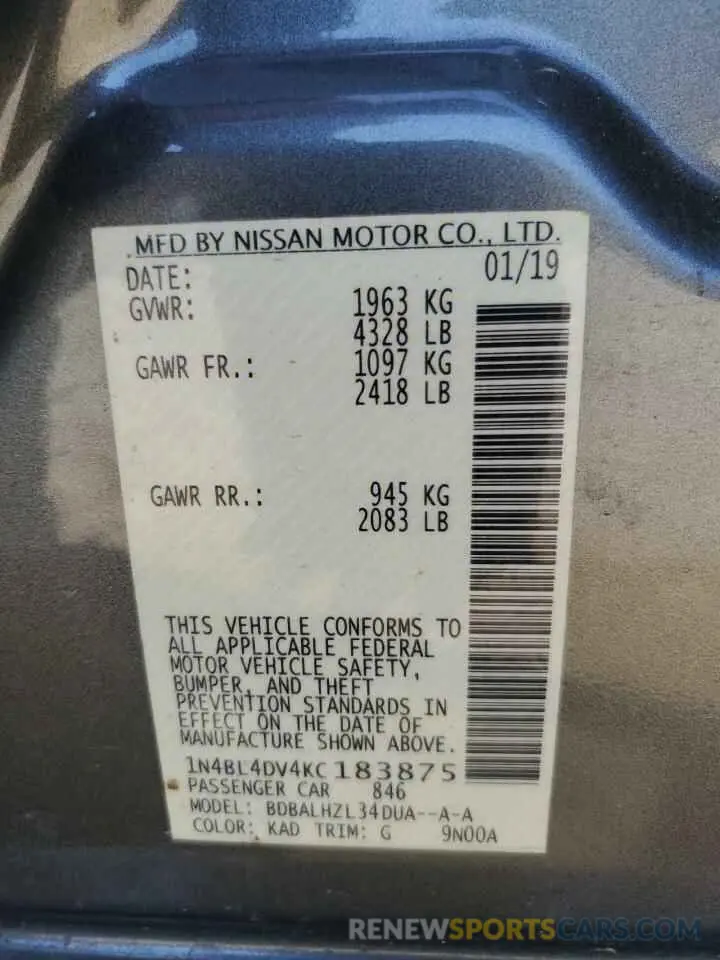 MFD BY NISSAN MOTOR CO., LTD.
DATE: 01/19
GVWR: 1963 KG
4328 LB
GAWR FR.: 1097 KG
2418 LB
GAWR RR.: 945 KG
2083 LB
THIS VEHICLE CONFORMS TO
ALL APPLICABLE FEDERAL
MOTOR VEHICLE SAFETY,
BUMPER, AND THEFT
PREVENTION STANDARDS IN
EFFECT ON THE DATE OF
MANUFACTURE SHOWN ABOVE.
1N4BL4DV4KC183875
PASSENGER CAR 846
MODEL: BDBALHZL34DUA--A-A
COLOR: KAD TRIM: G 9N00A
RENEWSPORTSCARS.COM